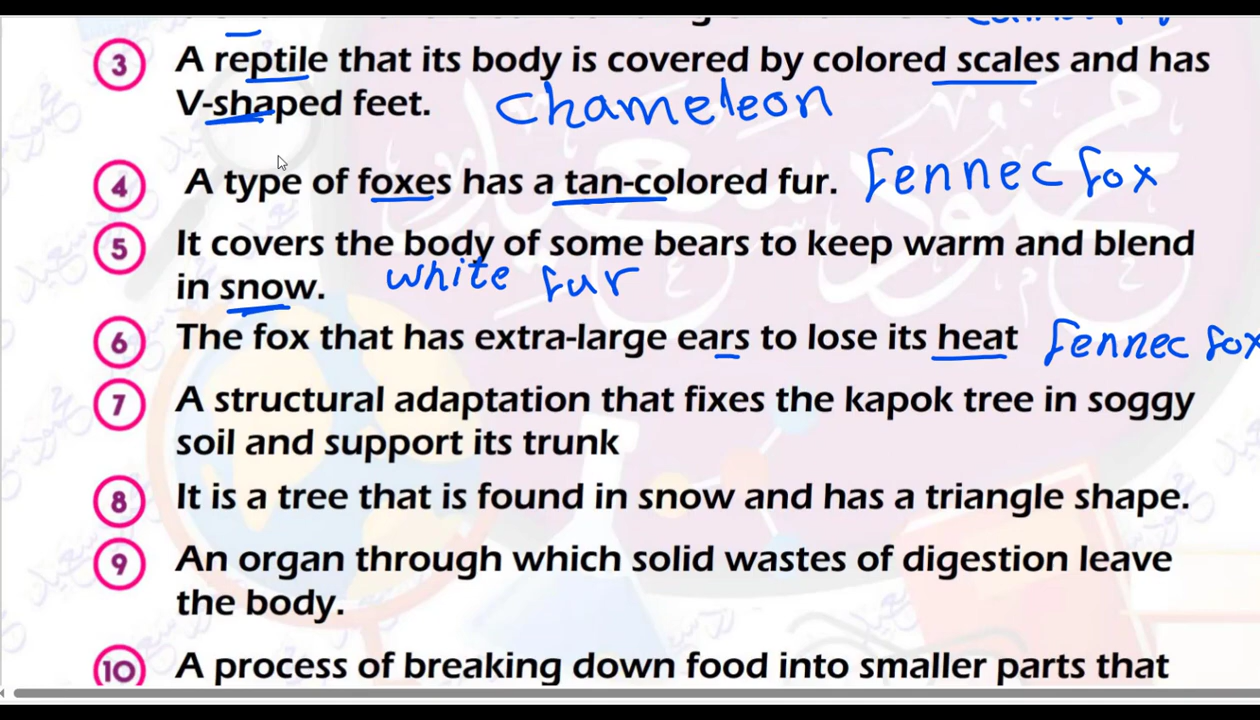 3 A reptile that its body is covered by colored scales and has
V-shaped feet. Chameleon
4 A type of foxes has a tan-colored fur. fennec fox
5 It covers the body of some bears to keep warm and blend
in snow. white fur
6 The fox that has extra-large ears to lose its heat fennec fox
7 A structural adaptation that fixes the kapok tree in soggy
soil and support its trunk
8 It is a tree that is found in snow and has a triangle shape.
9 An organ through which solid wastes of digestion leave
the body.
10 A process of breaking down food into smaller parts that